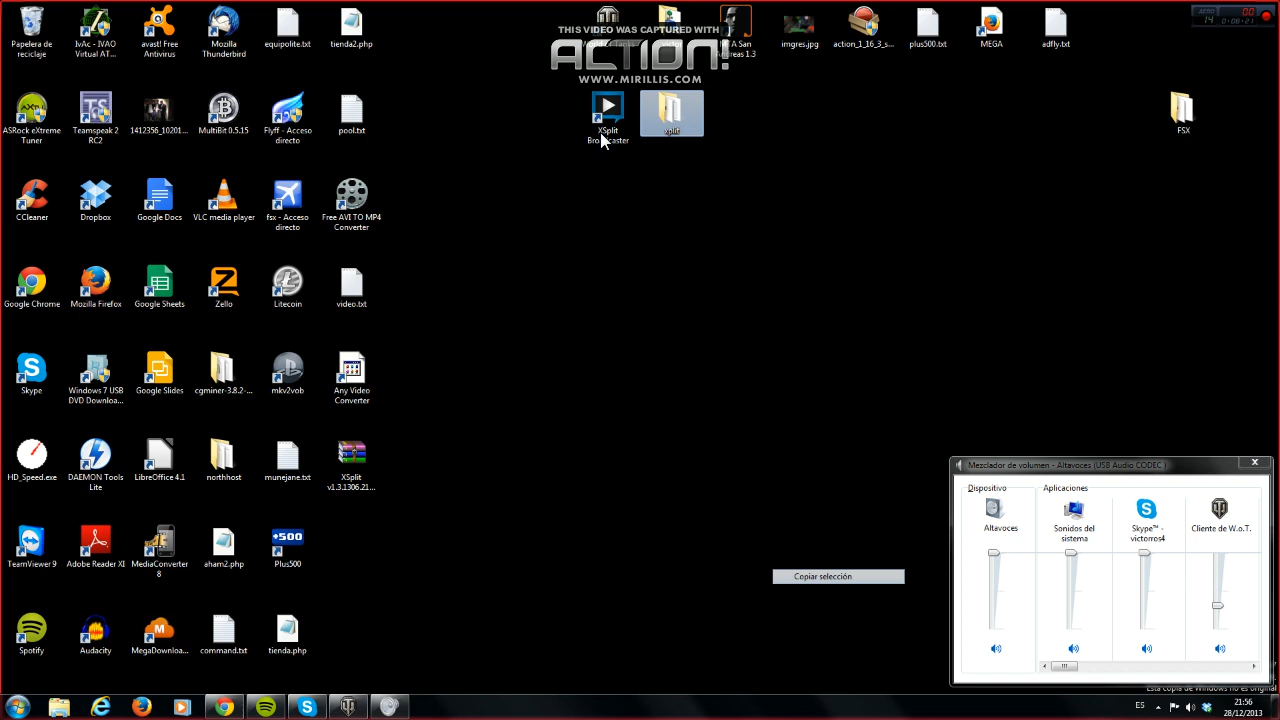 Papelera de
reciclaje
IvAc - IVAO
Virtual AT...
avast! Free
Antivirus
Mozilla
Thunderbird
equipolite.txt
tienda2.php
THIS VIDEO WAS CAPTURED WITH
ACTION!
WWW.MIRILLIS.COM
imgres.jpg
action_1_16_3_s...
plus500.txt
MEGA
adfly.txt
AXP
ASRock eXtreme
Tuner
TS
Teamspeak 2
RC2
1412356_10201...
MultiBit 0.5.15
Flyff - Acceso
directo
pool.txt
XSplit
Broadcaster
xplit
FSX
CCleaner
Dropbox
Google Docs
VLC media player
fsx - Acceso
directo
Free AVI TO MP4
Converter
Google Chrome
Mozilla Firefox
Google Sheets
Zello
Litecoin
video.txt
Skype
Windows 7 USB
DVD Downloa...
Google Slides
cgminer-3.8.2-...
mkv2vob
Any Video
Converter
HD_Speed.exe
DAEMON Tools
Lite
LibreOffice 4.1
northhost
munejane.txt
XSplit
v1.3.1306.21...
TeamViewer 9
Adobe Reader XI
MediaConverter
8
aham2.php
+500
Plus500
Spotify
Audacity
MegaDownloa...
command.txt
tienda.php
Copiar selección
Mezclador de volumen - Altavoces (USB Audio CODEC )
Dispositivo
Aplicaciones
Altavoces
Sonidos del
sistema
Skype™ -
victorros4
Cliente de W.o.T.
Esta copia de Windows no es original
ES
21:56
28/12/2013